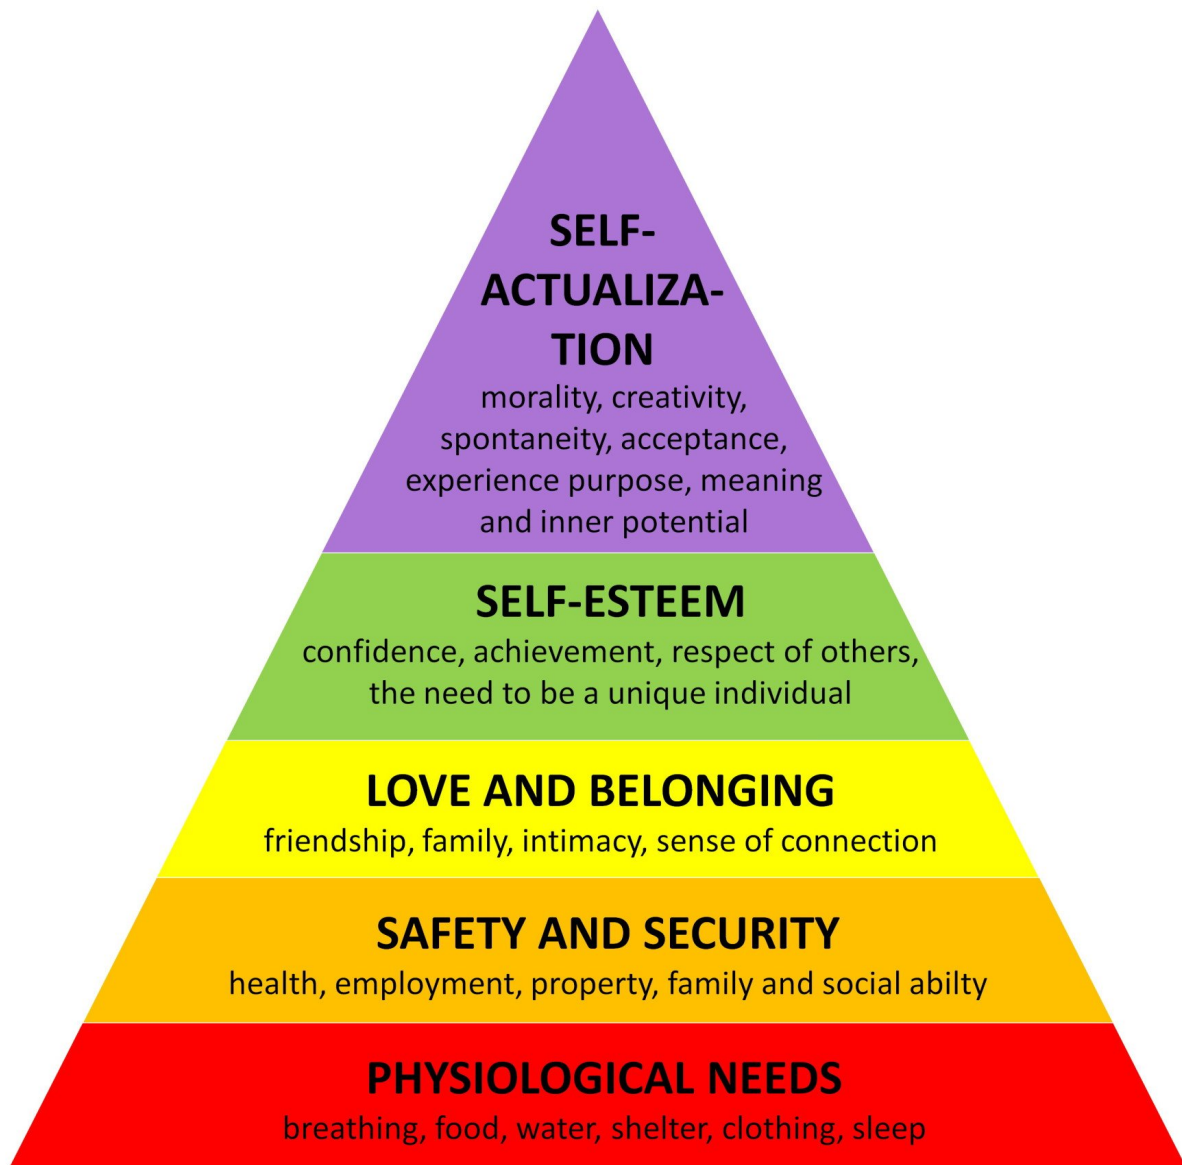 SELF-
ACTUALIZA-
TION
morality, creativity,
spontaneity, acceptance,
experience purpose, meaning
and inner potential
SELF-ESTEEM
confidence, achievement, respect of others,
the need to be a unique individual
LOVE AND BELONGING
friendship, family, intimacy, sense of connection
SAFETY AND SECURITY
health, employment, property, family and social abilty
PHYSIOLOGICAL NEEDS
breathing, food, water, shelter, clothing, sleep